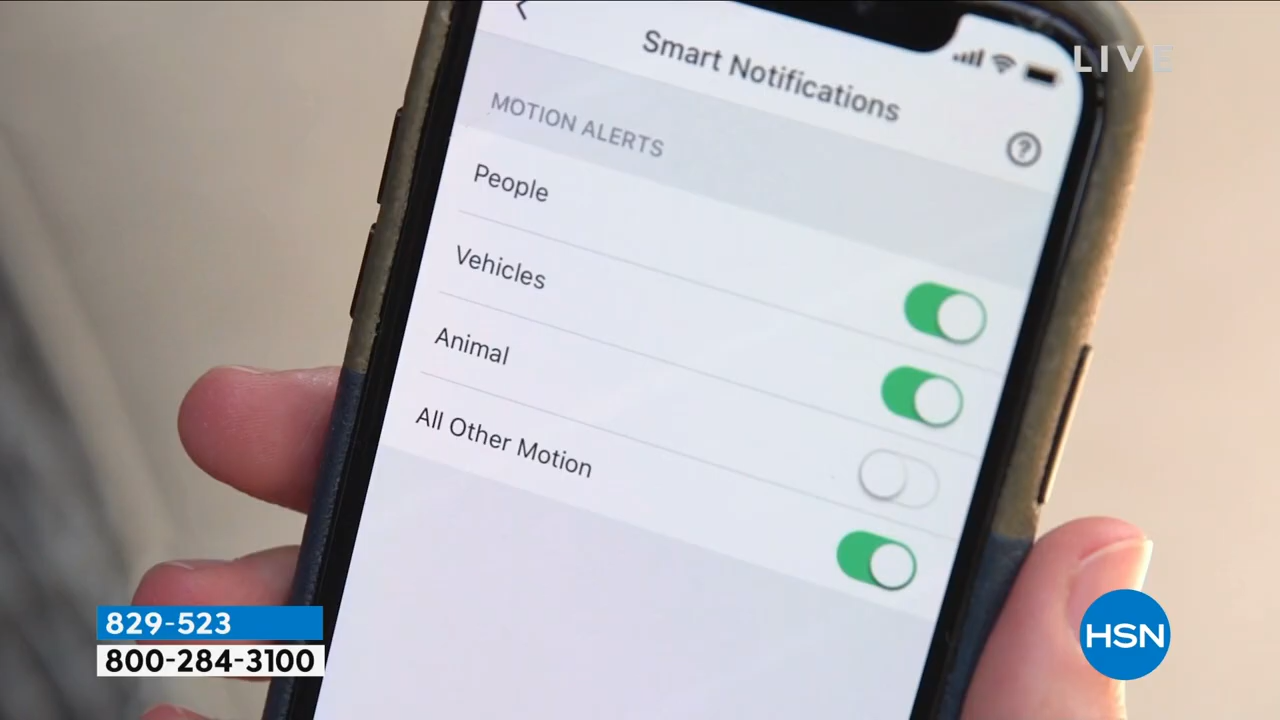 Smart Notifications
LIVE
MOTION ALERTS
?
People
Vehicles
Animal
All Other Motion
829-523
800-284-3100
HSN